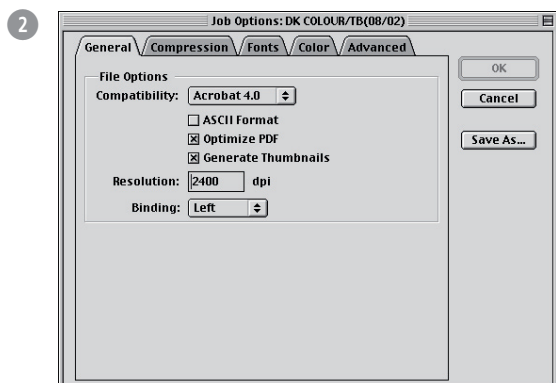 2
Job Options: DK COLOUR/TB(08/02)
General Compression Fonts Color Advanced
File Options
Compatibility: Acrobat 4.0
ASCII Format
Optimize PDF
Generate Thumbnails
Resolution: 2400 dpi
Binding: Left
OK
Cancel
Save As...